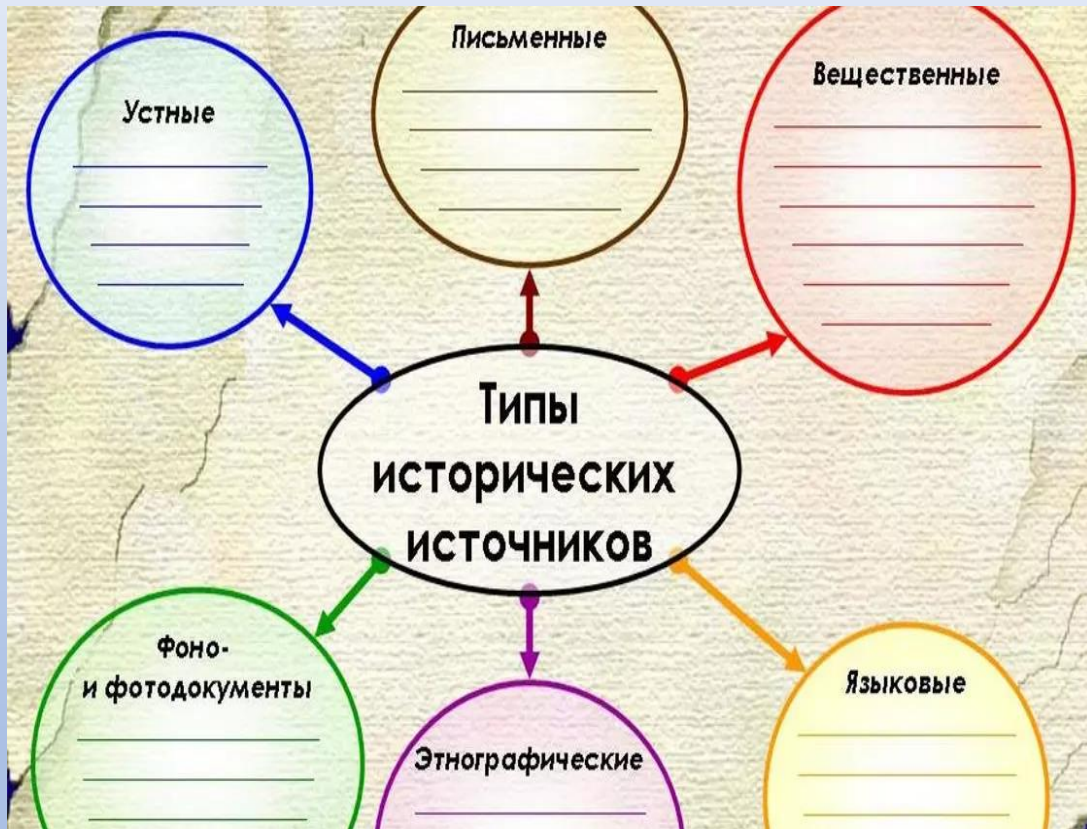 Устные
Письменные
Вещественные
Типы
исторических
источников
Фоно-
и фотодокументы
Этнографические
Языковые